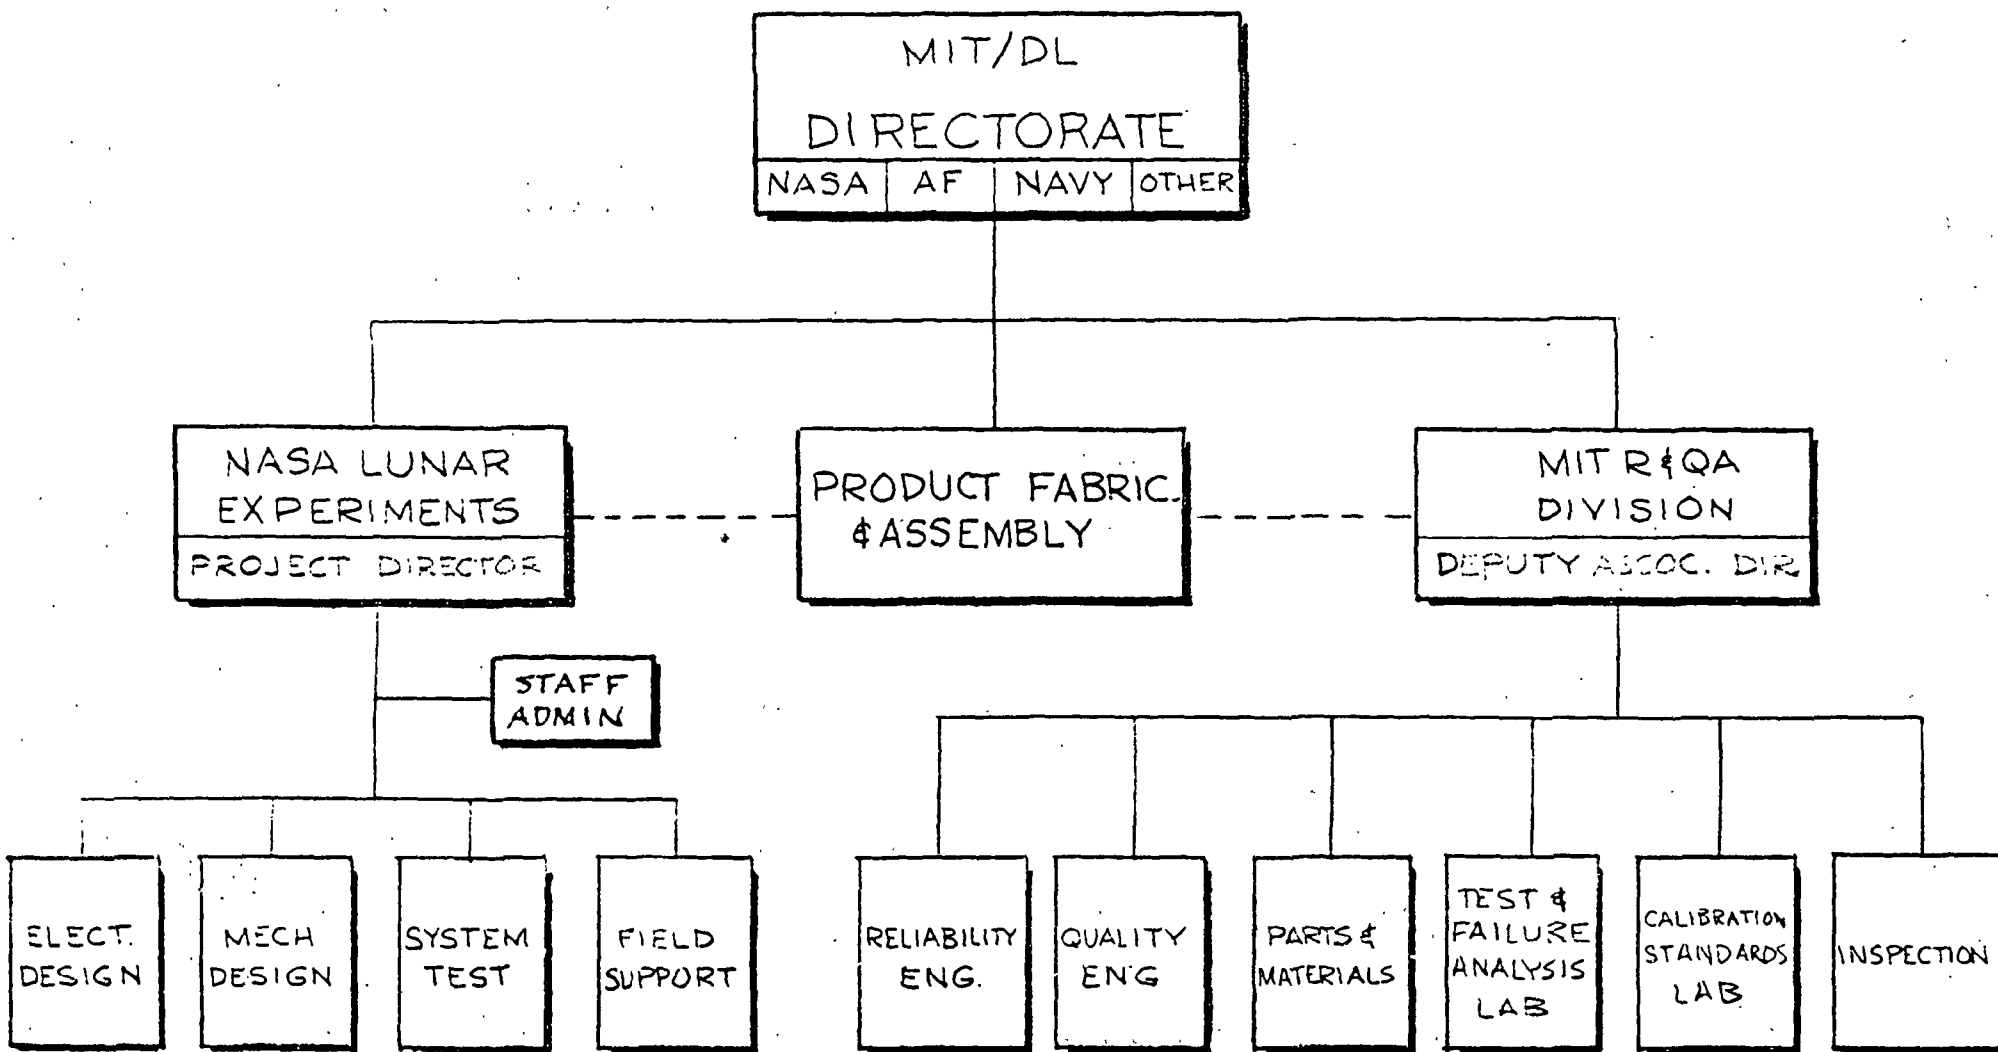 MIT/DL
DIRECTORATE
NASA AF NAVY OTHER
NASA LUNAR
EXPERIMENTS
PROJECT DIRECTOR
PRODUCT FABRIC.
& ASSEMBLY
MIT R&QA
DIVISION
DEPUTY ASSOC. DIR
STAFF
ADMIN
ELECT.
DESIGN
MECH
DESIGN
SYSTEM
TEST
FIELD
SUPPORT
RELIABILITY
ENG.
QUALITY
ENG
PARTS &
MATERIALS
TEST &
FAILURE
ANALYSIS
LAB
CALIBRATION
STANDARDS
LAB
INSPECTION